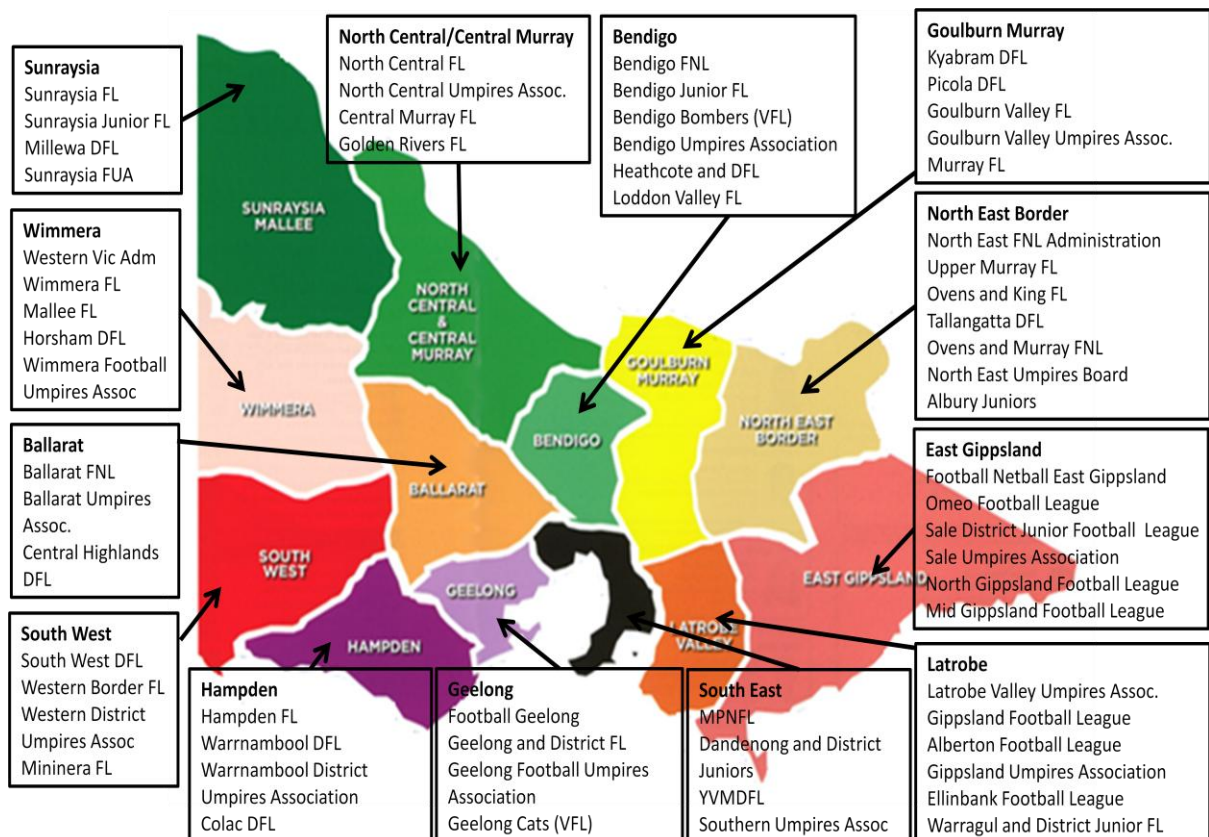 North Central/Central Murray
North Central FL
North Central Umpires Assoc.
Central Murray FL
Golden Rivers FL
Bendigo
Bendigo FNL
Bendigo Junior FL
Bendigo Bombers (VFL)
Bendigo Umpires Association
Heathcote and DFL
Loddon Valley FL
Goulburn Murray
Kyabram DFL
Picola DFL
Goulburn Valley FL
Goulburn Valley Umpires Assoc.
Murray FL
Sunraysia
Sunraysia FL
Sunraysia Junior FL
Millewa DFL
Sunraysia FUA
North East Border
North East FNL Administration
Upper Murray FL
Ovens and King FL
Tallangatta DFL
Ovens and Murray FNL
North East Umpires Board
Albury Juniors
Wimmera
Western Vic Adm
Wimmera FL
Mallee FL
Horsham DFL
Wimmera Football
Umpires Assoc
SUNRAYSIA
MALLEE
NORTH
CENTRAL
&
CENTRAL
MURRAY
GOULBURN
MURRAY
WIMMERA
BENDIGO
NORTH EAST
BORDER
BALLARAT
SOUTH
WEST
GEELONG
HAMPDEN
LATROBE
VALLEY
EAST GIPPSLAND
Ballarat
Ballarat FNL
Ballarat Umpires
Assoc.
Central Highlands
DFL
East Gippsland
Football Netball East Gippsland
Omeo Football League
Sale District Junior Football League
Sale Umpires Association
North Gippsland Football League
Mid Gippsland Football League
South West
South West DFL
Western Border FL
Western District
Umpires Assoc
Mininera FL
Hampden
Hampden FL
Warrnambool DFL
Warrnambool District
Umpires Association
Colac DFL
Geelong
Football Geelong
Geelong and District FL
Geelong Football Umpires
Association
Geelong Cats (VFL)
South East
MPNFL
Dandenong and District
Juniors
YVMDFL
Southern Umpires Assoc
Latrobe
Latrobe Valley Umpires Assoc.
Gippsland Football League
Alberton Football League
Gippsland Umpires Association
Ellinbank Football League
Warragul and District Junior FL